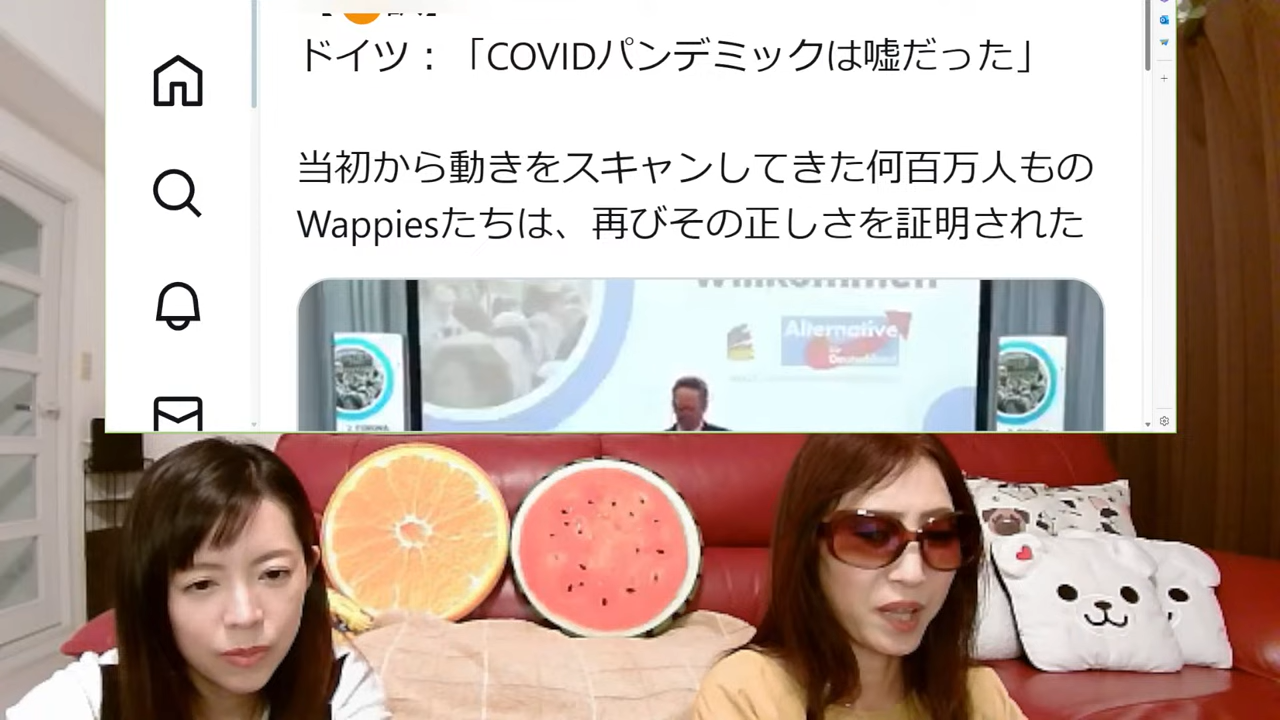 ドイツ：「COVIDパンデミックは嘘だった」
当初から動きをスキャンしてきた何百万人もの
Wappiesたちは、再びその正しさを証明された
Willkommen
Alternative
für
Deutschland